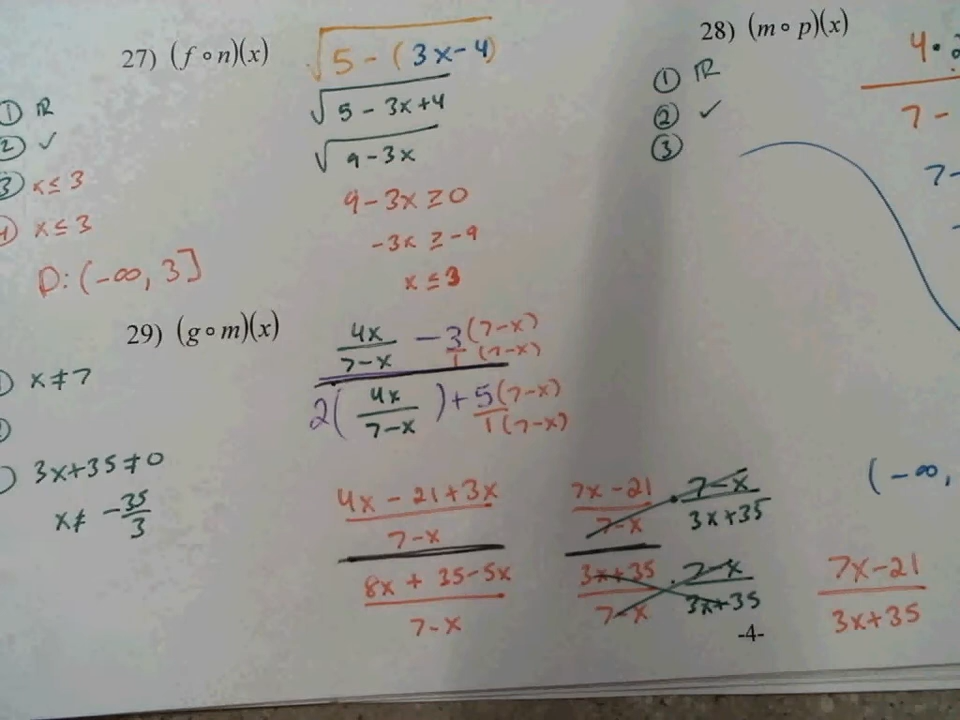 27) (f∘n)(x)
√5 - (3x-4)
√5 - 3x+4
√9-3x
9-3x ≥ 0
-3x ≥ -9
x ≤ 3
① ℝ
② ✓
③ x ≤ 3
④ x ≤ 3
D: (-∞, 3]
28) (m∘p)(x)
① ℝ
② ✓
③
4·2
7-
7-
(-∞,
29) (g∘m)(x)
x ≠ 7
3x+35 ≠ 0
x ≠ -35/3
4x/7-x - 3(7-x)/1(7-x)
2(4x/7-x) + 5(7-x)/1(7-x)
4x - 21+3x
7-x
8x + 35-5x
7-x
7x-21/7-x · 7-x/3x+35
3x+35/7-x · 7-x/3x+35
7x-21
3x+35
-4-